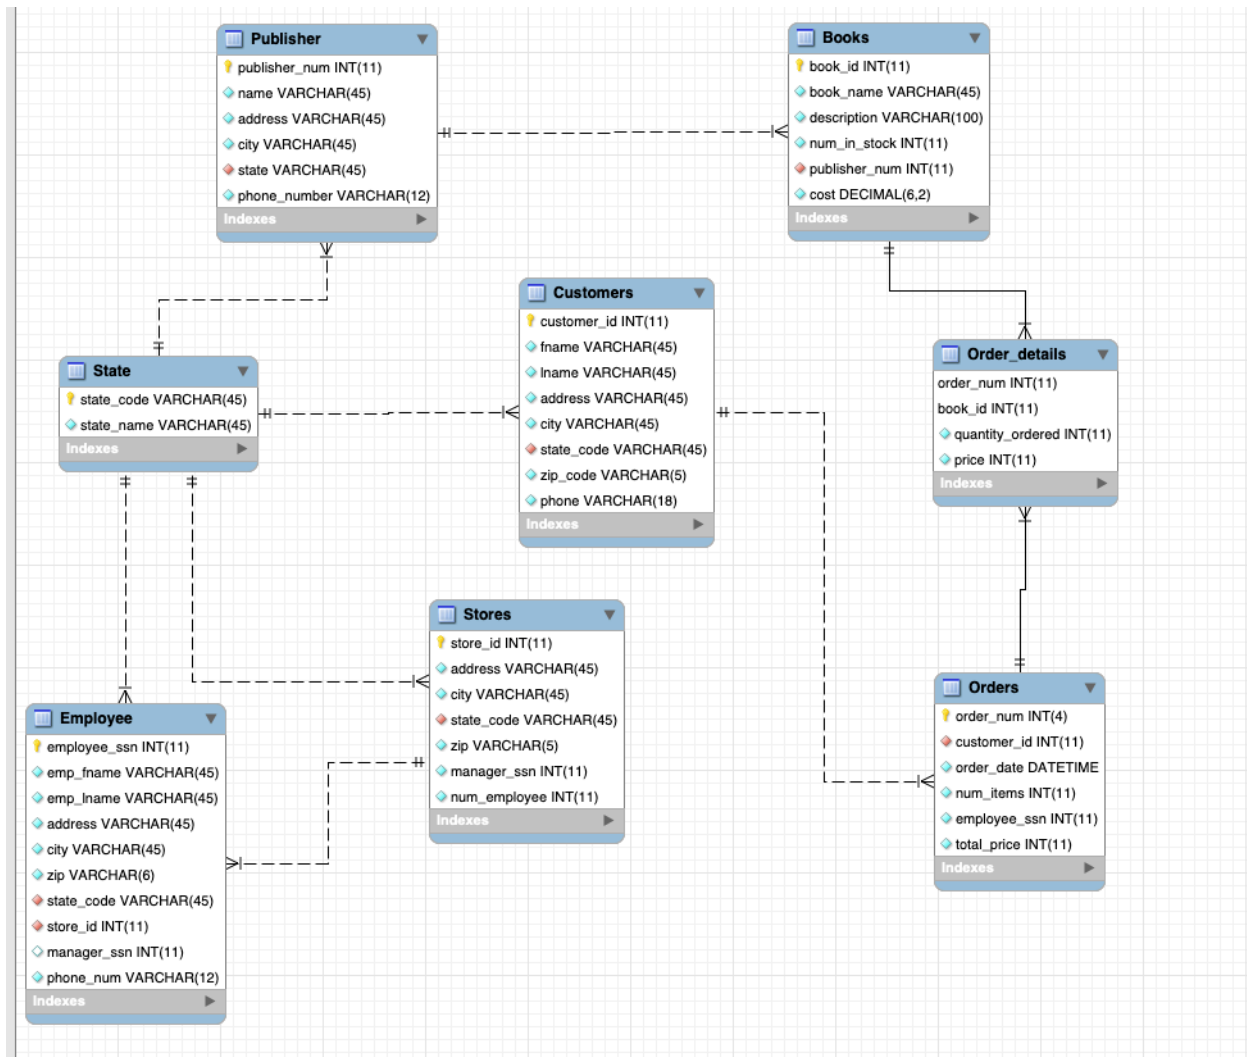 Publisher
publisher_num INT(11)
name VARCHAR(45)
address VARCHAR(45)
city VARCHAR(45)
state VARCHAR(45)
phone_number VARCHAR(12)
Indexes
Books
book_id INT(11)
book_name VARCHAR(45)
description VARCHAR(100)
num_in_stock INT(11)
publisher_num INT(11)
cost DECIMAL(6,2)
Indexes
Customers
customer_id INT(11)
fname VARCHAR(45)
lname VARCHAR(45)
address VARCHAR(45)
city VARCHAR(45)
state_code VARCHAR(45)
zip_code VARCHAR(5)
phone VARCHAR(18)
Indexes
State
state_code VARCHAR(45)
state_name VARCHAR(45)
Indexes
Order_details
order_num INT(11)
book_id INT(11)
quantity_ordered INT(11)
price INT(11)
Indexes
Stores
store_id INT(11)
address VARCHAR(45)
city VARCHAR(45)
state_code VARCHAR(45)
zip VARCHAR(5)
manager_ssn INT(11)
num_employee INT(11)
Indexes
Orders
order_num INT(4)
customer_id INT(11)
order_date DATETIME
num_items INT(11)
employee_ssn INT(11)
total_price INT(11)
Indexes
Employee
employee_ssn INT(11)
emp_fname VARCHAR(45)
emp_lname VARCHAR(45)
address VARCHAR(45)
city VARCHAR(45)
zip VARCHAR(6)
state_code VARCHAR(45)
store_id INT(11)
manager_ssn INT(11)
phone_num VARCHAR(12)
Indexes